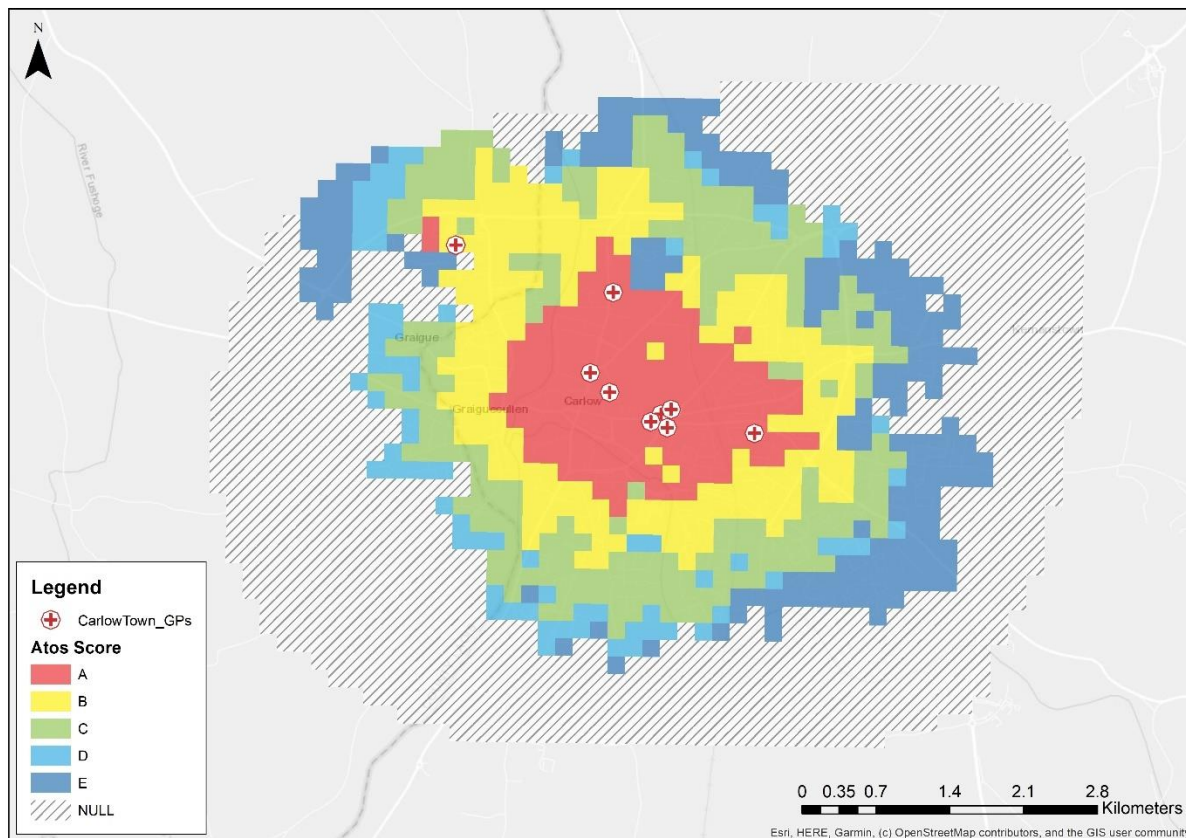 N
River Fushoge
Graigue
Graiguecullen
Carlow
Legend
CarlowTown_GPs
Atos Score
A
B
C
D
E
NULL
0 0.35 0.7 1.4 2.1 2.8
Kilometers
Esri, HERE, Garmin, (c) OpenStreetMap contributors, and the GIS user community